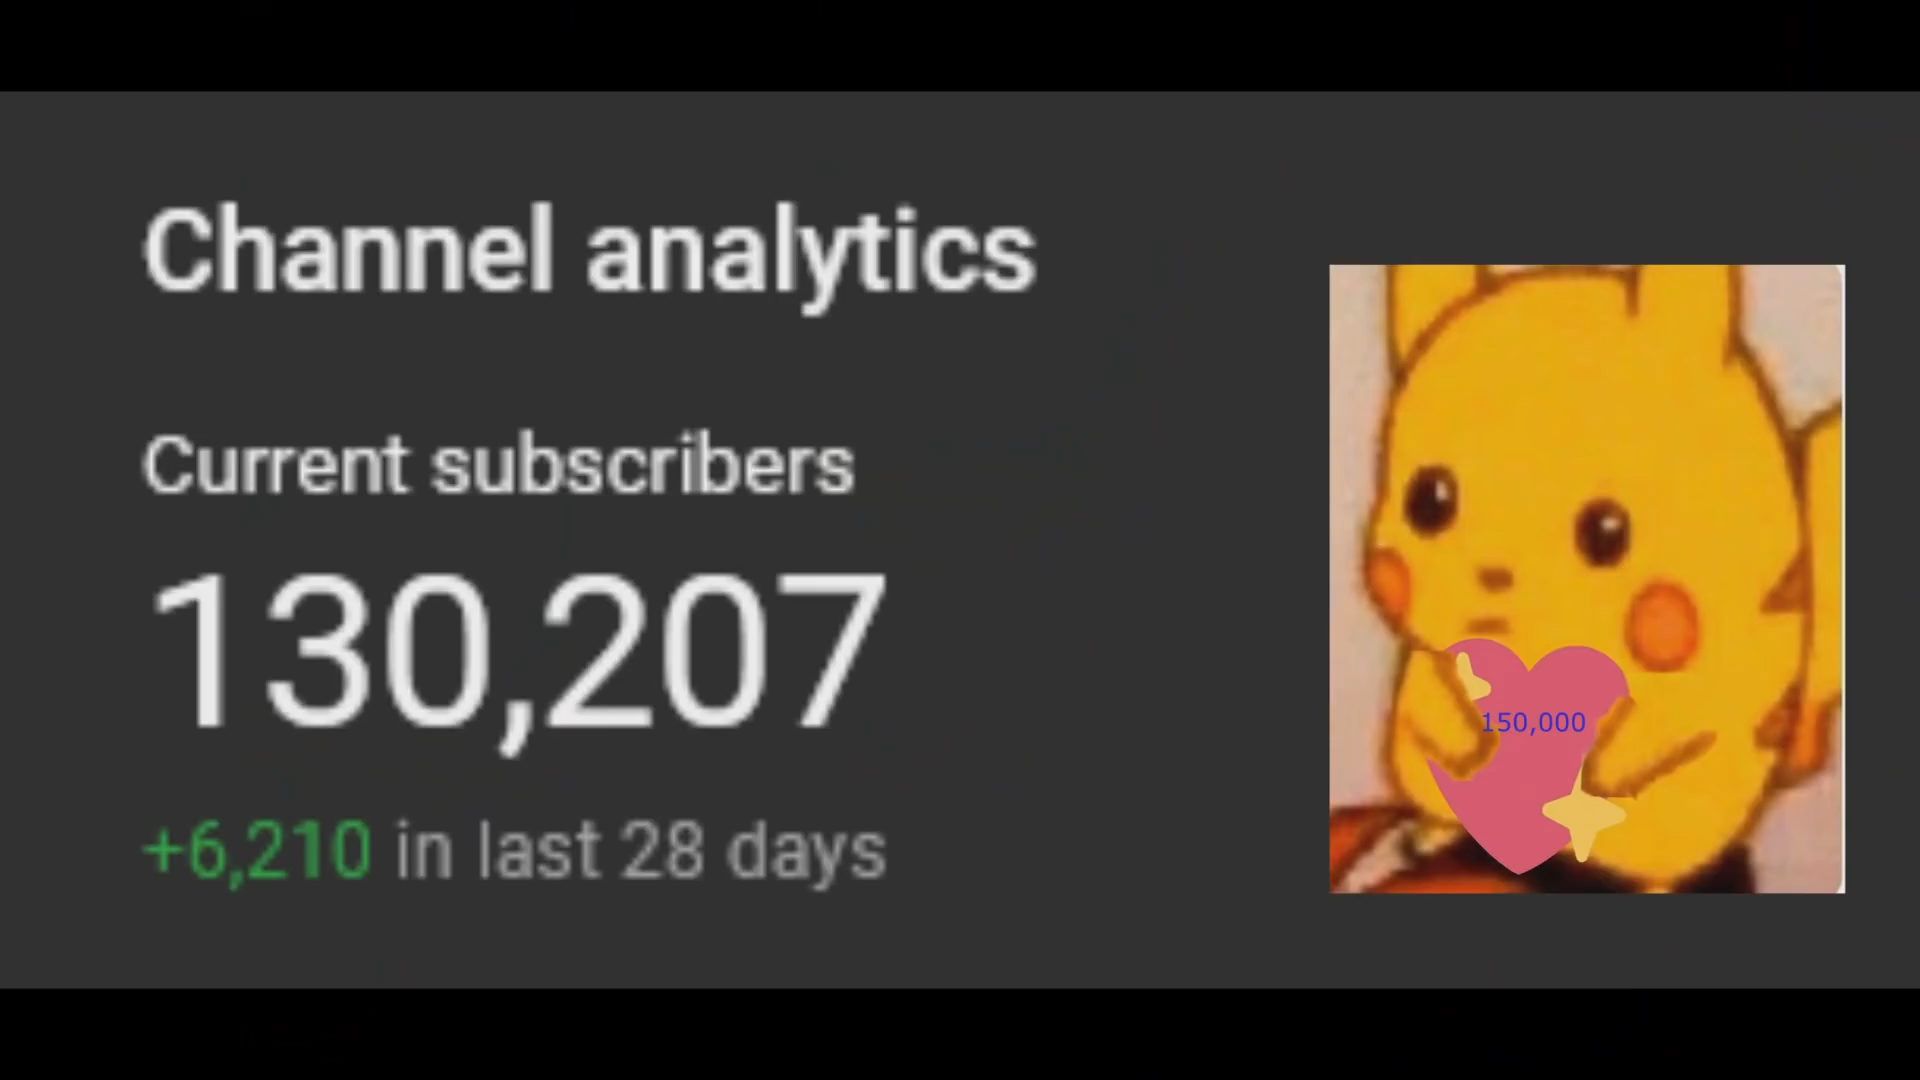 Channel analytics
Current subscribers
130,207
+6,210 in last 28 days
150,000